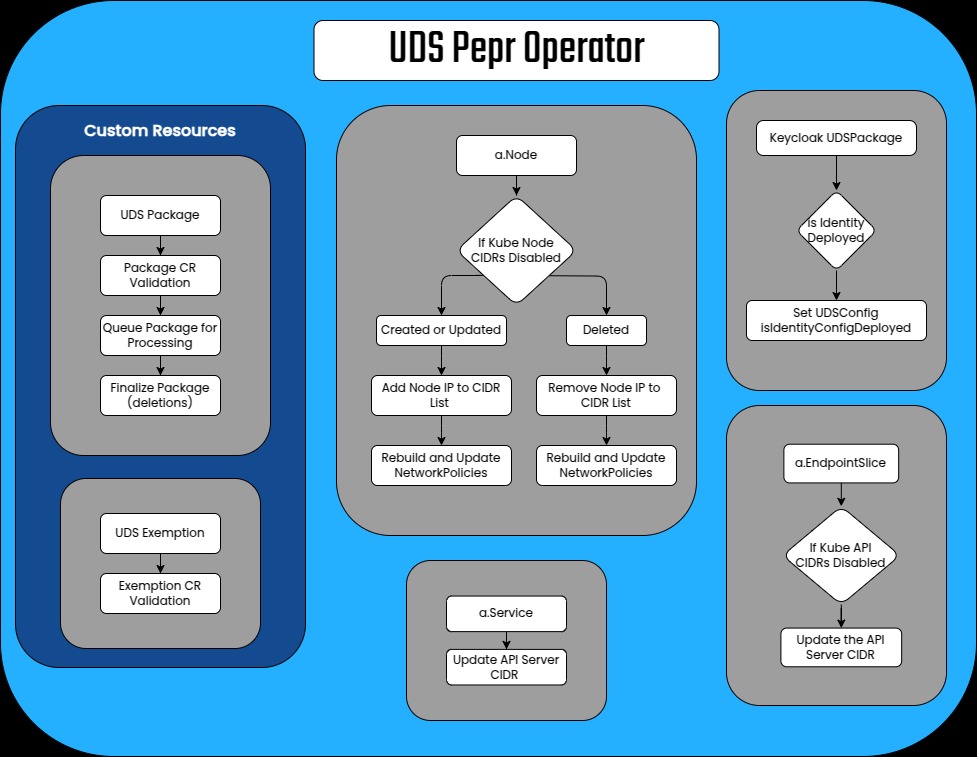 UDS Pepr Operator
Custom Resources
UDS Package
Package CR
Validation
Queue Package for
Processing
Finalize Package
(deletions)
UDS Exemption
Exemption CR
Validation
a.Node
If Kube Node
CIDRs Disabled
Created or Updated
Deleted
Add Node IP to CIDR
List
Remove Node IP to
CIDR List
Rebuild and Update
NetworkPolicies
Rebuild and Update
NetworkPolicies
a.Service
Update API Server
CIDR
Keycloak UDSPackage
Is Identity
Deployed
Set UDSConfig
isIdentityConfigDeployed
a.EndpointSlice
If Kube API
CIDRs Disabled
Update the API
Server CIDR